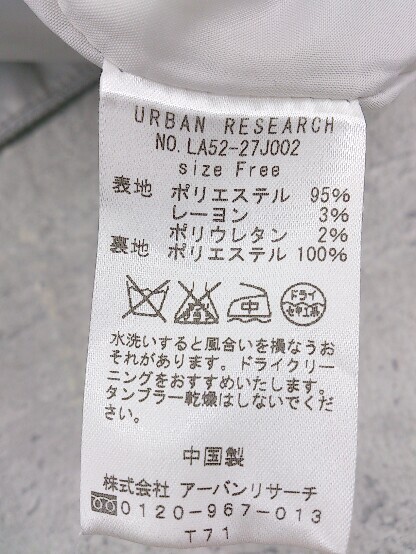 URBAN RESEARCH
NO. LA52-27J002
size Free
表地 ポリエステル 95%
レーヨン 3%
ポリウレタン 2%
裏地 ポリエステル 100%
中
ドライ
セキユ系
水洗いすると風合いを損なうお
それがあります。ドライクリー
ニングをおすすめいたします。
タンブラー乾燥はしないでくだ
さい。
中国製
株式会社 アーバンリサーチ
0120-967-013
T71